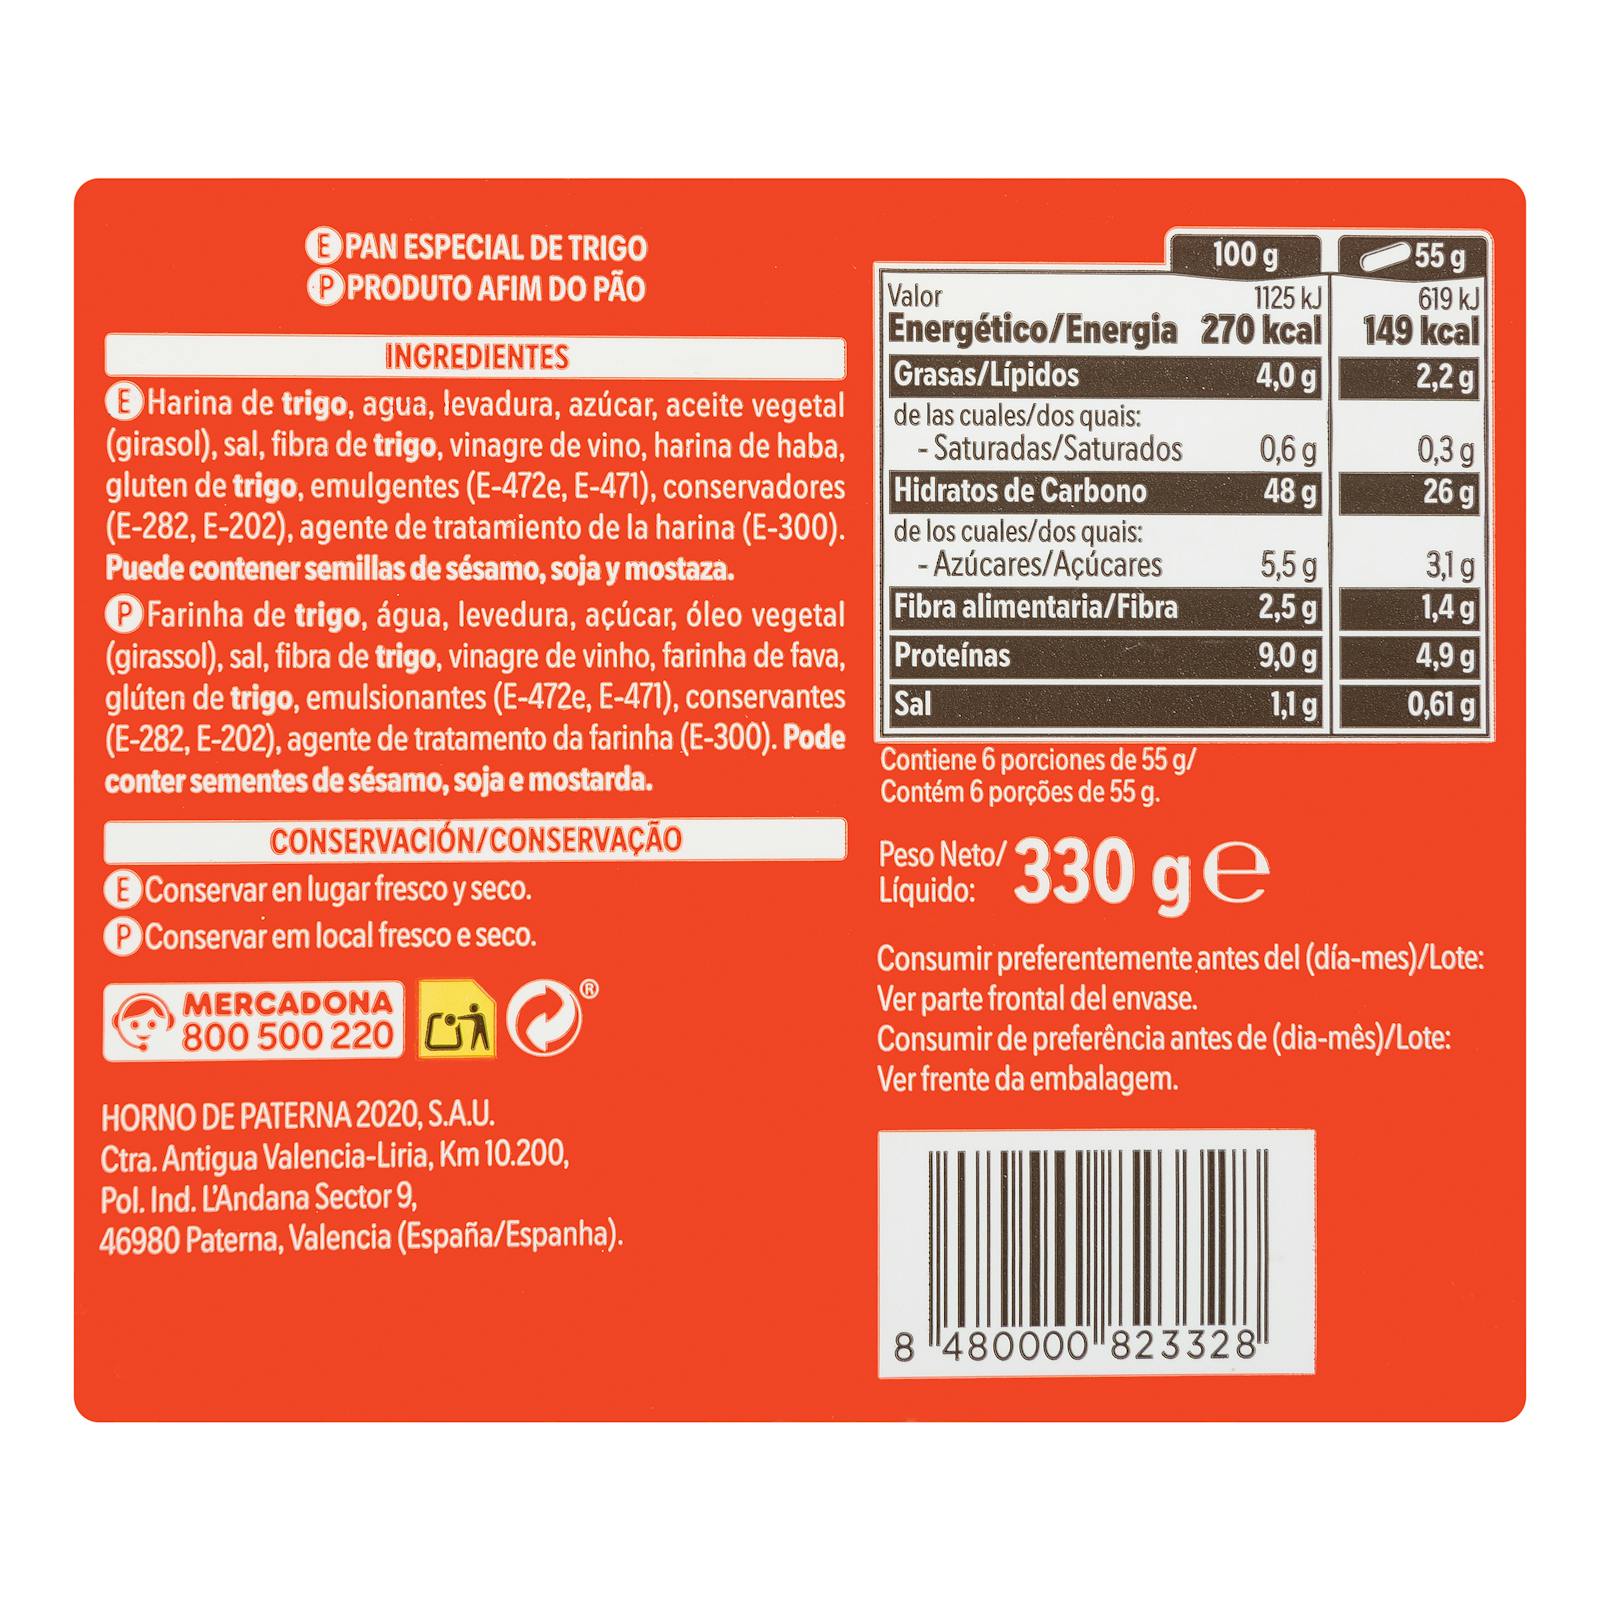 E PAN ESPECIAL DE TRIGO
P PRODUTO AFIM DO PÃO
INGREDIENTES
E Harina de trigo, agua, levadura, azúcar, aceite vegetal
(girasol), sal, fibra de trigo, vinagre de vino, harina de haba,
gluten de trigo, emulgentes (E-472e, E-471), conservadores
(E-282, E-202), agente de tratamiento de la harina (E-300).
Puede contener semillas de sésamo, soja y mostaza.
P Farinha de trigo, água, levedura, açúcar, óleo vegetal
(girassol), sal, fibra de trigo, vinagre de vinho, farinha de fava,
glúten de trigo, emulsionantes (E-472e, E-471), conservantes
(E-282, E-202), agente de tratamento da farinha (E-300). Pode
conter sementes de sésamo, soja e mostarda.
CONSERVACIÓN/CONSERVAÇÃO
E Conservar en lugar fresco y seco.
P Conservar em local fresco e seco.
MERCADONA
800 500 220
®
HORNO DE PATERNA 2020, S.A.U.
Ctra. Antigua Valencia-Liria, Km 10.200,
Pol. Ind. L'Andana Sector 9,
46980 Paterna, Valencia (España/Espanha).
100 g 55 g
Valor 1125 kJ 619 kJ
Energético/Energia 270 kcal 149 kcal
Grasas/Lípidos 4,0 g 2,2 g
de las cuales/dos quais:
- Saturadas/Saturados 0,6 g 0,3 g
Hidratos de Carbono 48 g 26 g
de los cuales/dos quais:
- Azúcares/Açúcares 5,5 g 3,1 g
Fibra alimentaria/Fibra 2,5 g 1,4 g
Proteínas 9,0 g 4,9 g
Sal 1,1 g 0,61 g
Contiene 6 porciones de 55 g/
Contém 6 porções de 55 g.
Peso Neto/
Líquido: 330 g e
Consumir preferentemente antes del (día-mes)/Lote:
Ver parte frontal del envase.
Consumir de preferência antes de (dia-mês)/Lote:
Ver frente da embalagem.
8 480000 823328